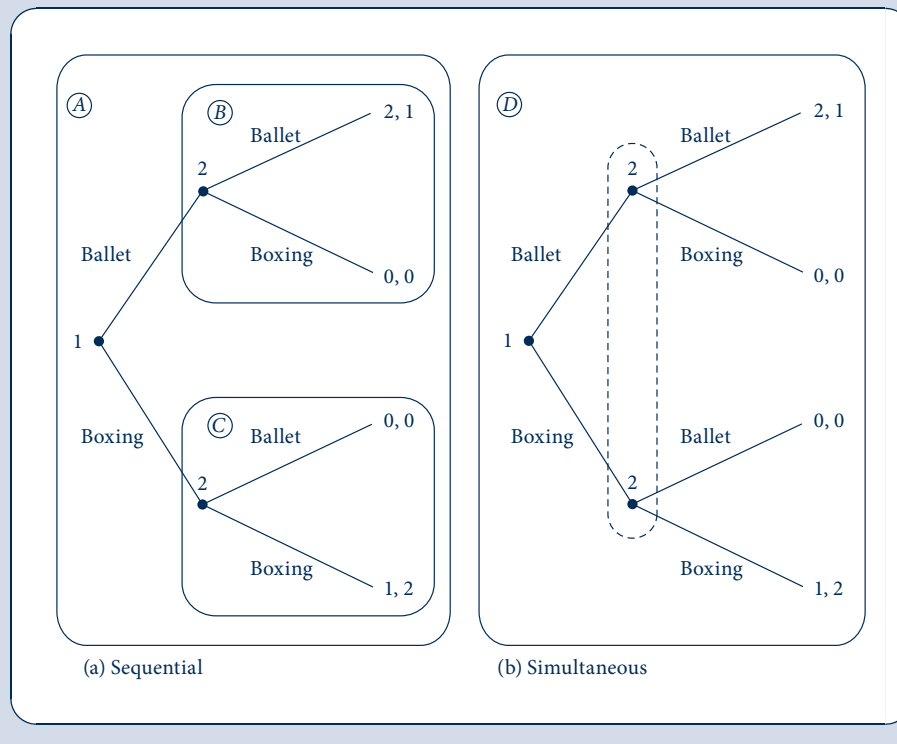 A
B
2, 1
Ballet
2
Ballet
Boxing
0, 0
1
Boxing
C
0, 0
Ballet
2
Boxing
1, 2
(a) Sequential
D
2, 1
Ballet
2
Ballet
Boxing
0, 0
1
Boxing
0, 0
Ballet
2
Boxing
1, 2
(b) Simultaneous